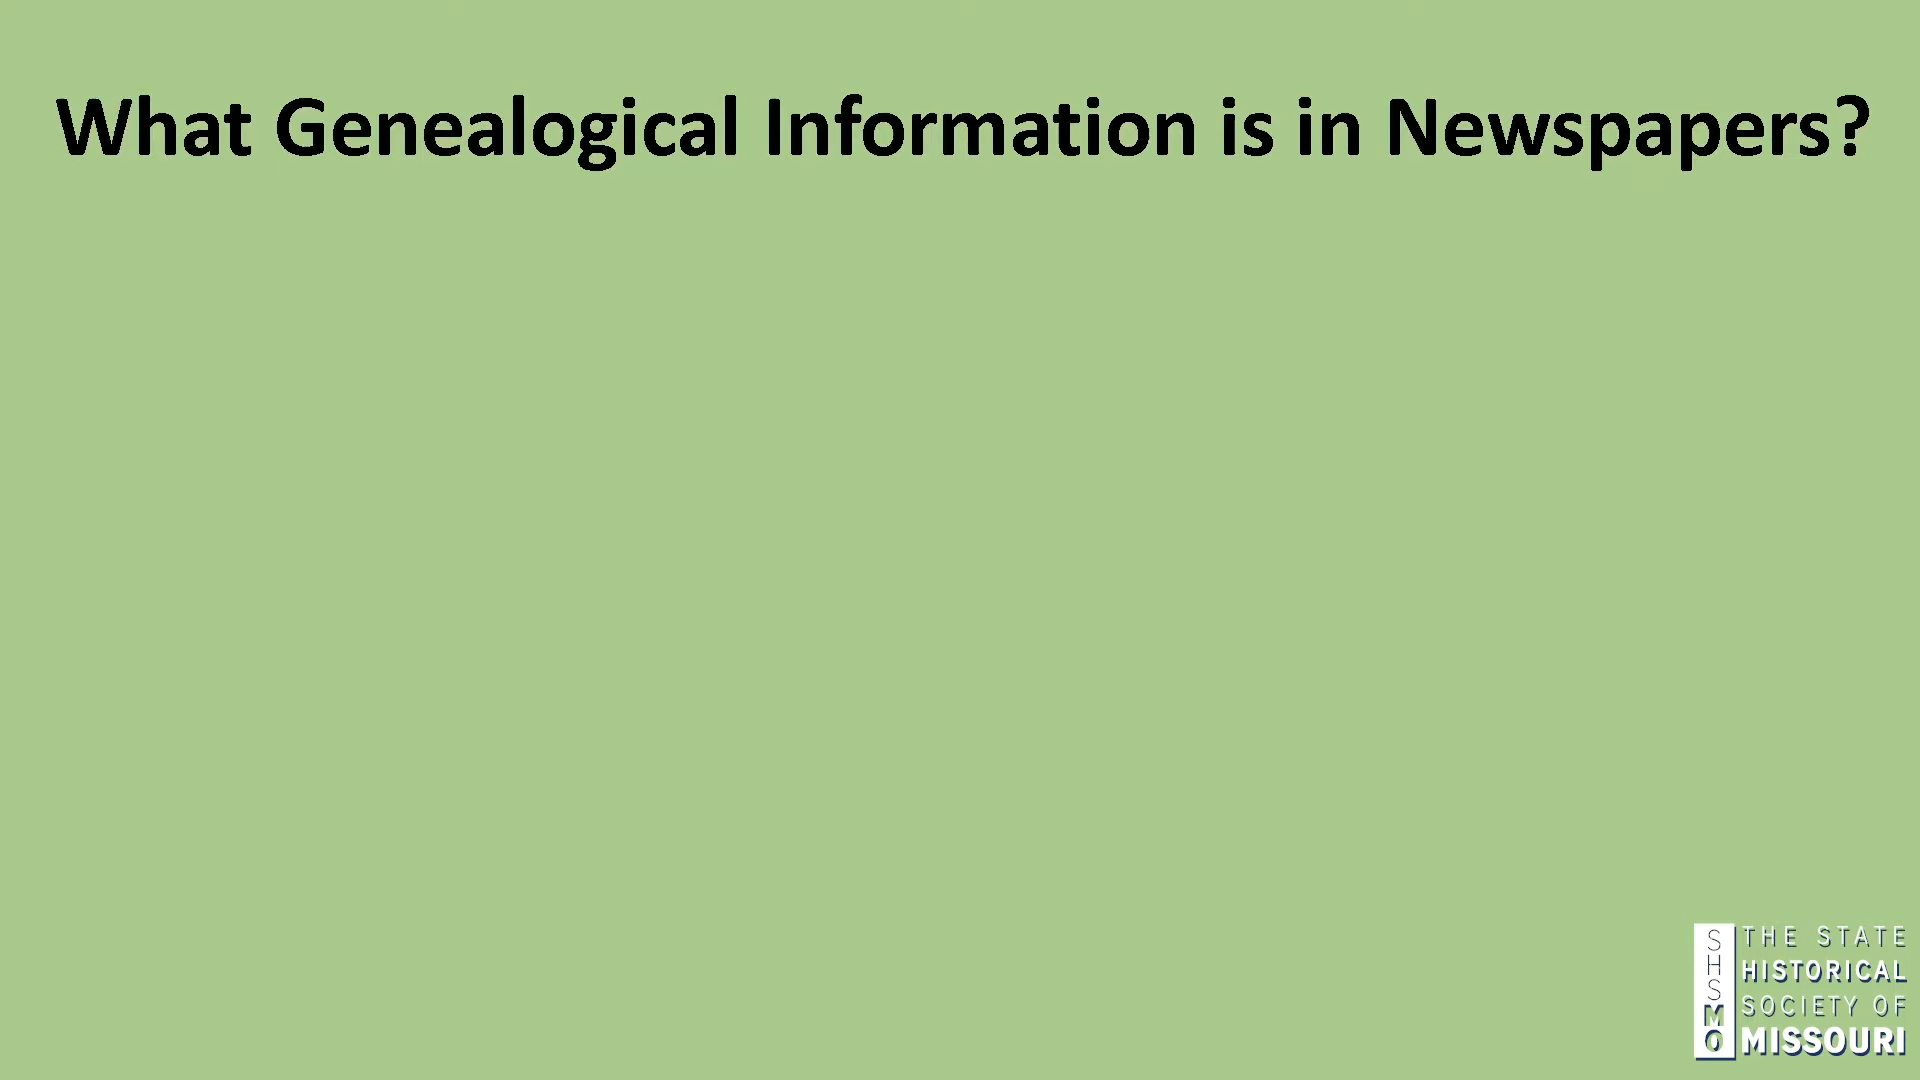 What Genealogical Information is in Newspapers?
SHSMO
THE STATE
HISTORICAL
SOCIETY OF
MISSOURI